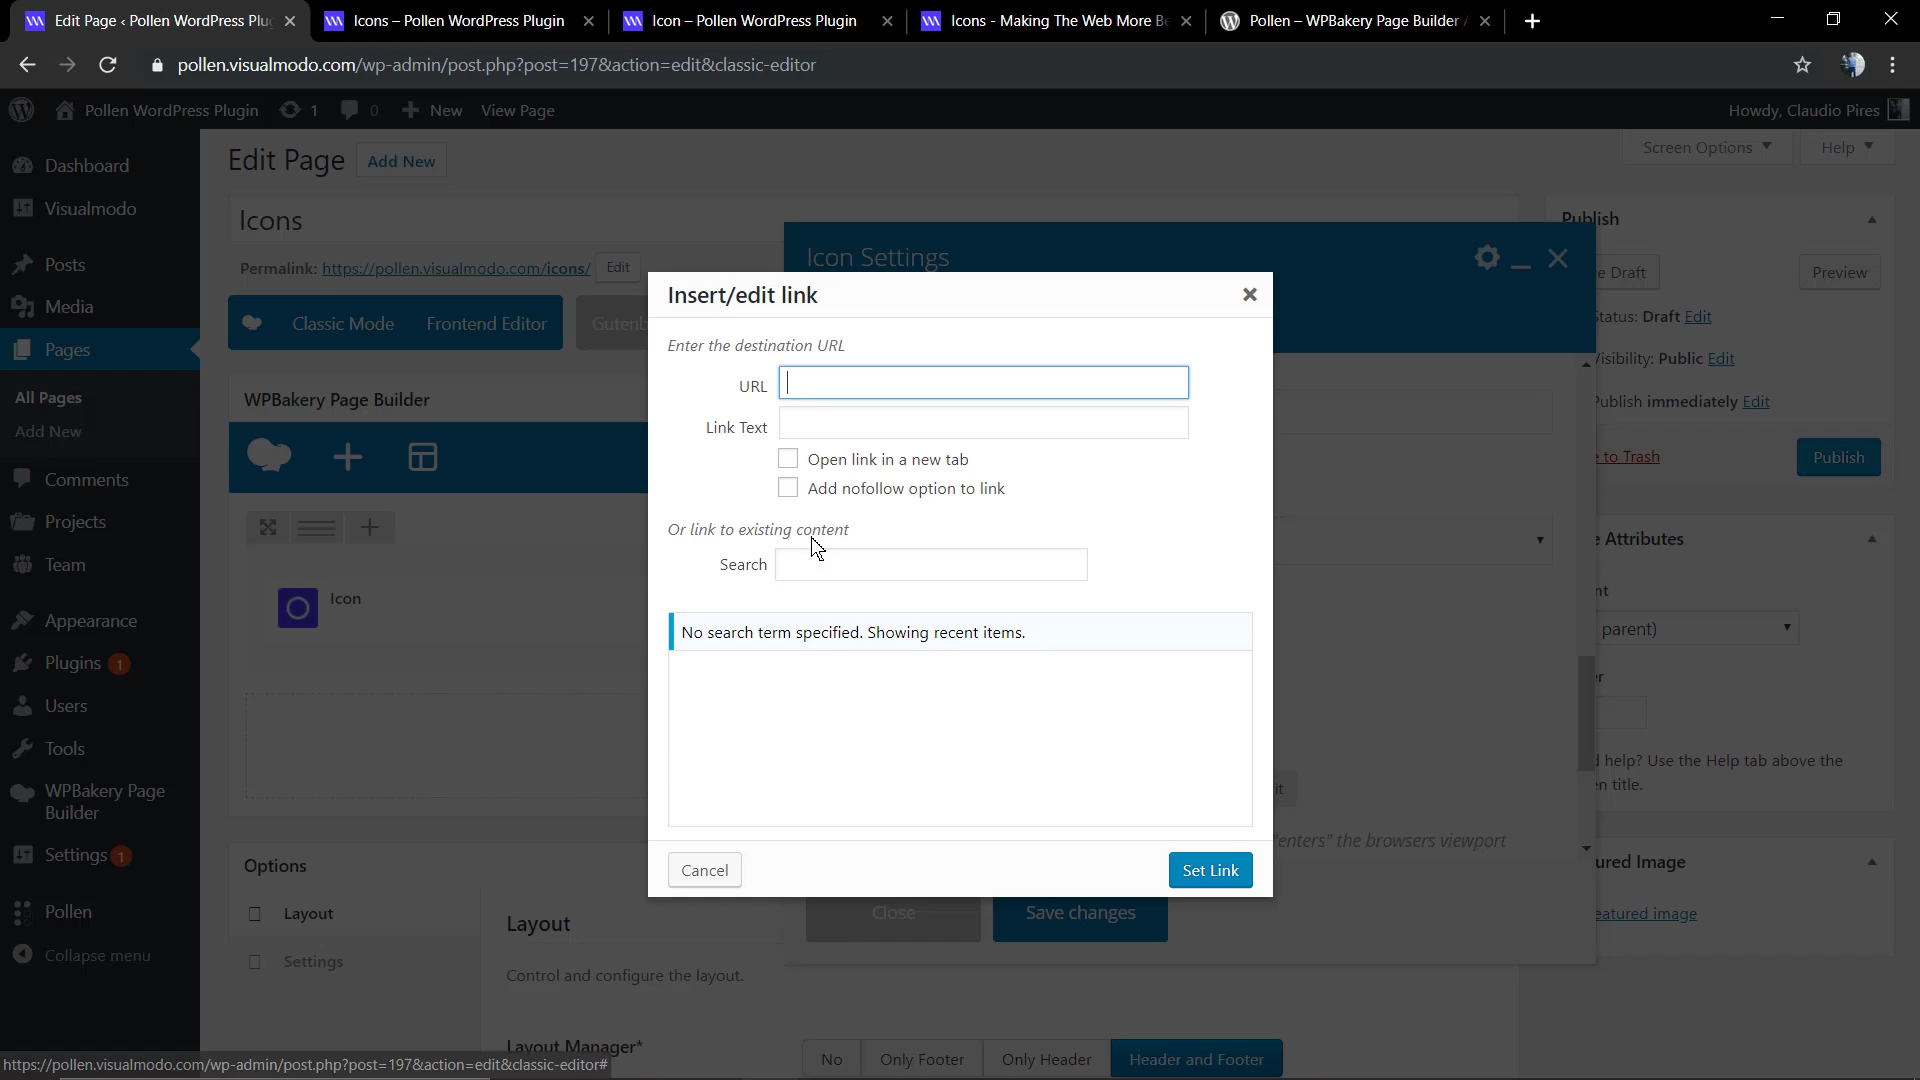 Edit Page ‹ Pollen WordPress Plu
Icons – Pollen WordPress Plugin
Icon – Pollen WordPress Plugin
Icons - Making The Web More Be
Pollen – WPBakery Page Builder
pollen.visualmodo.com/wp-admin/post.php?post=197&action=edit&classic-editor
Pollen WordPress Plugin
1
0
New
View Page
Howdy, Claudio Pires
Dashboard
Visualmodo
Posts
Media
Pages
All Pages
Add New
Comments
Projects
Team
Appearance
Plugins 1
Users
Tools
WPBakery Page
Builder
Settings 1
Pollen
Collapse menu
Edit Page
Add New
Screen Options
Help
Icons
Permalink: https://pollen.visualmodo.com/icons/
Edit
Classic Mode
Frontend Editor
Gutenb
WPBakery Page Builder
Icon
Options
Layout
Settings
Layout
Control and configure the layout.
Layout Manager*
No
Only Footer
Only Header
Header and Footer
Icon Settings
Insert/edit link
Enter the destination URL
URL
Link Text
Open link in a new tab
Add nofollow option to link
Or link to existing content
Search
No search term specified. Showing recent items.
Cancel
Set Link
it
"enters" the browsers viewport
Close
Save changes
Publish
e Draft
Preview
Status: Draft Edit
Visibility: Public Edit
Publish immediately Edit
e to Trash
Publish
e Attributes
nt
parent)
r
d help? Use the Help tab above the
n title.
ured Image
eatured image
https://pollen.visualmodo.com/wp-admin/post.php?post=197&action=edit&classic-editor#